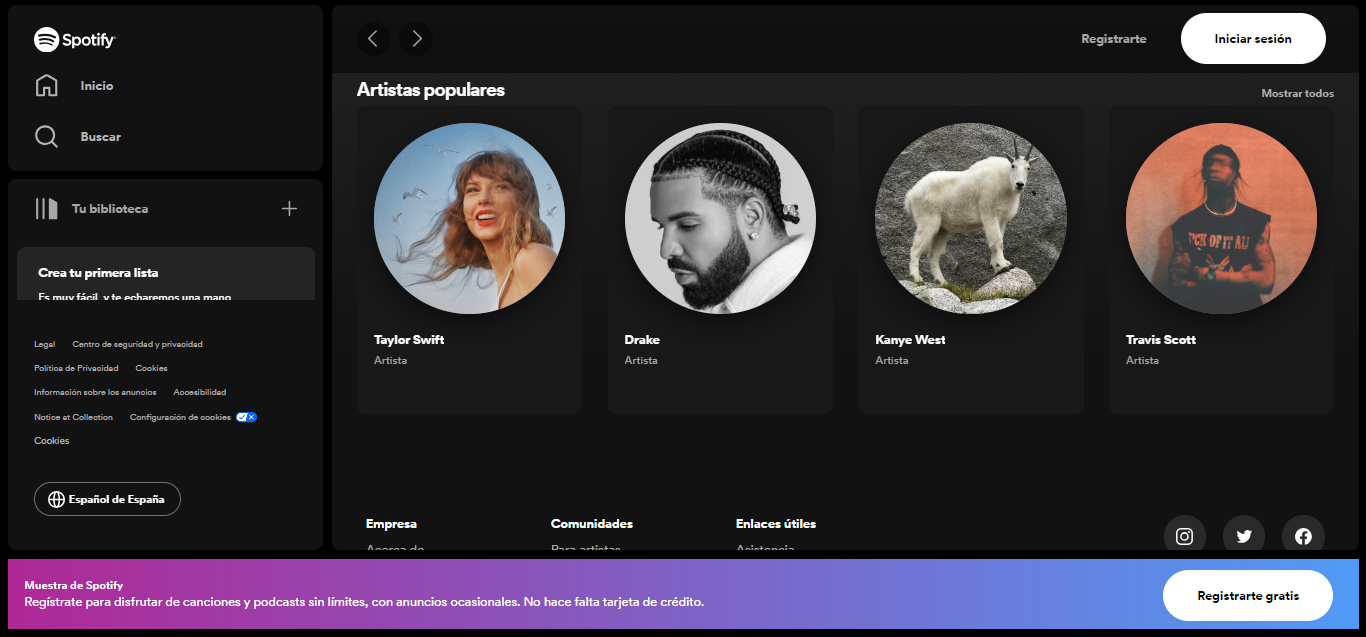 Spotify
Inicio
Buscar
Tu biblioteca
Crea tu primera lista
Es muy fácil, y te echaremos una mano
Legal
Centro de seguridad y privacidad
Política de Privacidad
Cookies
Información sobre los anuncios
Accesibilidad
Notice at Collection
Configuración de cookies
Cookies
Español de España
Registrarte
Iniciar sesión
Artistas populares
Mostrar todos
Taylor Swift
Artista
Drake
Artista
Kanye West
Artista
OF IT ALL
Travis Scott
Artista
Empresa
Acerca de
Comunidades
Para artistas
Enlaces útiles
Asistencia
Muestra de Spotify
Regístrate para disfrutar de canciones y podcasts sin límites, con anuncios ocasionales. No hace falta tarjeta de crédito.
Registrarte gratis